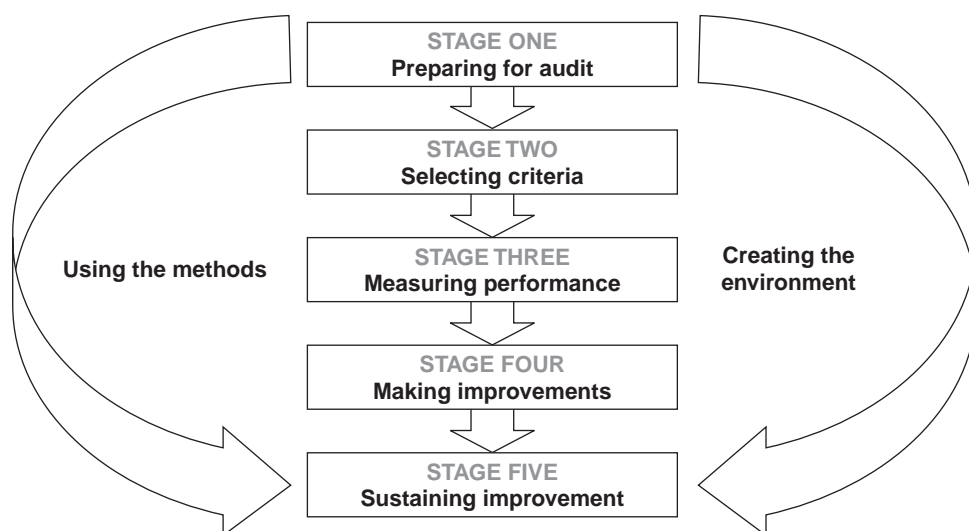 STAGE ONE
Preparing for audit
STAGE TWO
Selecting criteria
STAGE THREE
Measuring performance
Using the methods
Creating the
environment
STAGE FOUR
Making improvements
STAGE FIVE
Sustaining improvement